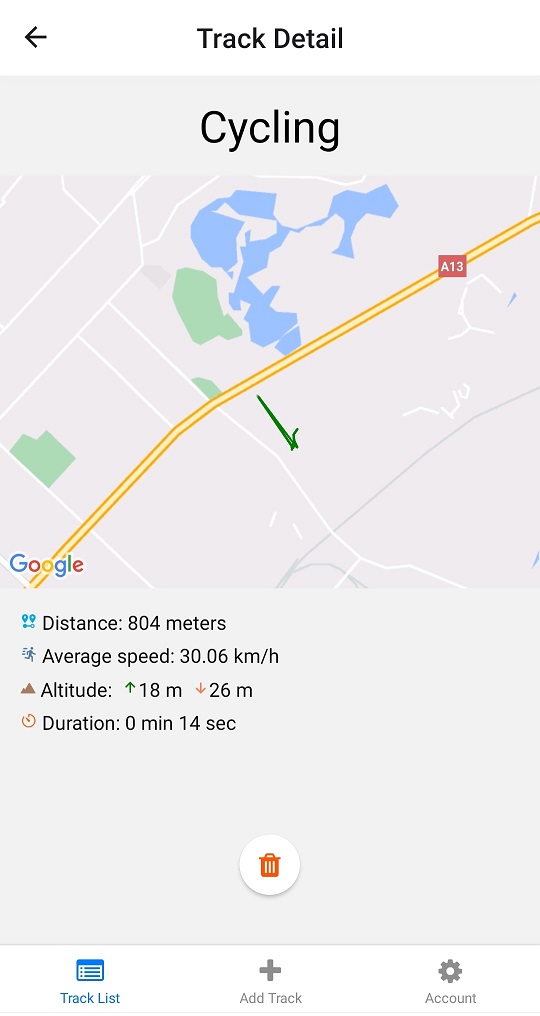 Track Detail
Cycling
A13
Google
Distance: 804 meters
Average speed: 30.06 km/h
Altitude: ↑18 m ↓26 m
Duration: 0 min 14 sec
Track List
Add Track
Account